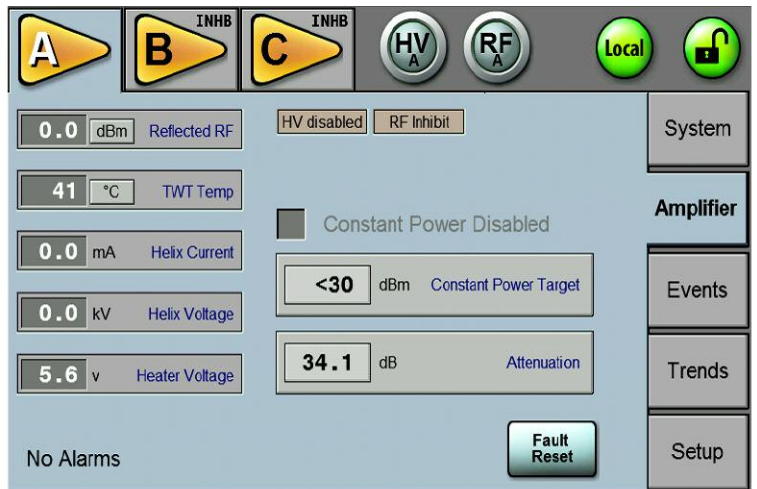 A
B INHB
C INHB
HV A
RF A
Local
0.0 dBm Reflected RF
41 °C TWT Temp
0.0 mA Helix Current
0.0 kV Helix Voltage
5.6 v Heater Voltage
No Alarms
HV disabled RF Inhibit
Constant Power Disabled
<30 dBm Constant Power Target
34.1 dB Attenuation
Fault
Reset
System
Amplifier
Events
Trends
Setup